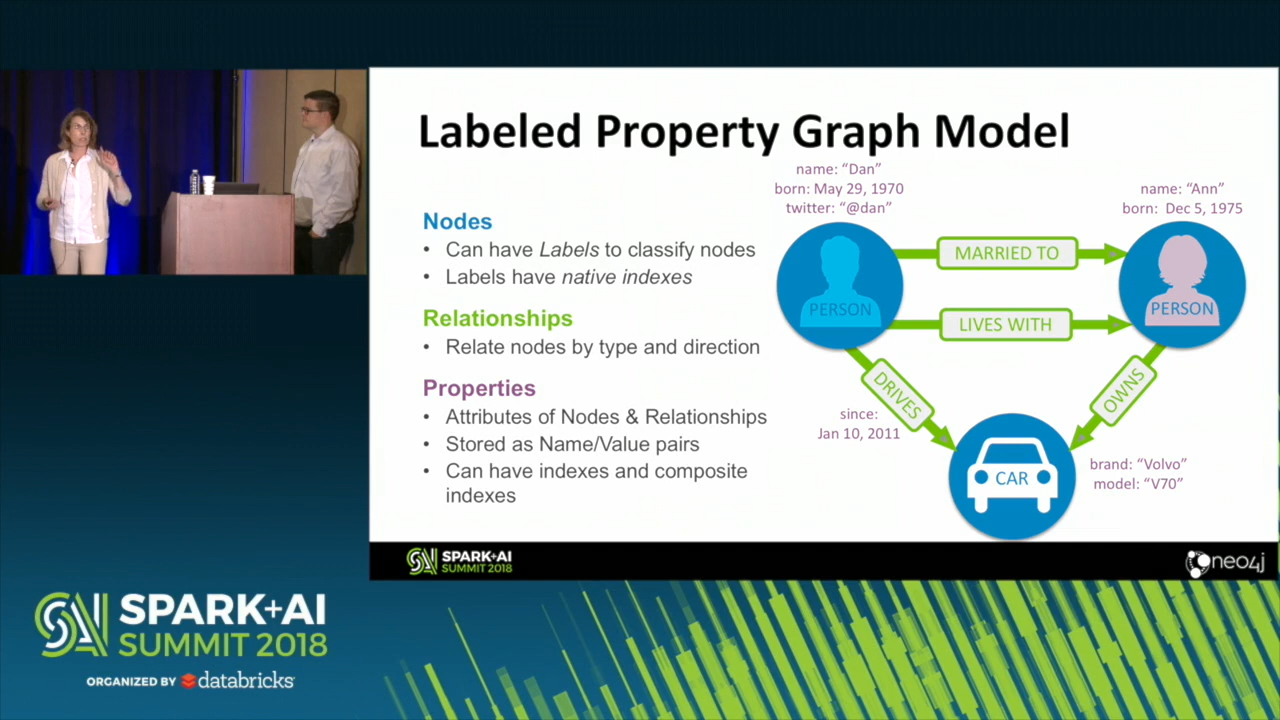 Labeled Property Graph Model
Nodes
• Can have Labels to classify nodes
• Labels have native indexes
Relationships
• Relate nodes by type and direction
Properties
• Attributes of Nodes & Relationships
• Stored as Name/Value pairs
• Can have indexes and composite
indexes
name: “Dan”
born: May 29, 1970
twitter: “@dan”
name: “Ann”
born: Dec 5, 1975
MARRIED TO
PERSON
PERSON
LIVES WITH
DRIVES
OWNS
since:
Jan 10, 2011
CAR
brand: “Volvo”
model: “V70”
SPARK+AI
SUMMIT 2018
neo4j
SPARK+AI
SUMMIT 2018
ORGANIZED BY databricks